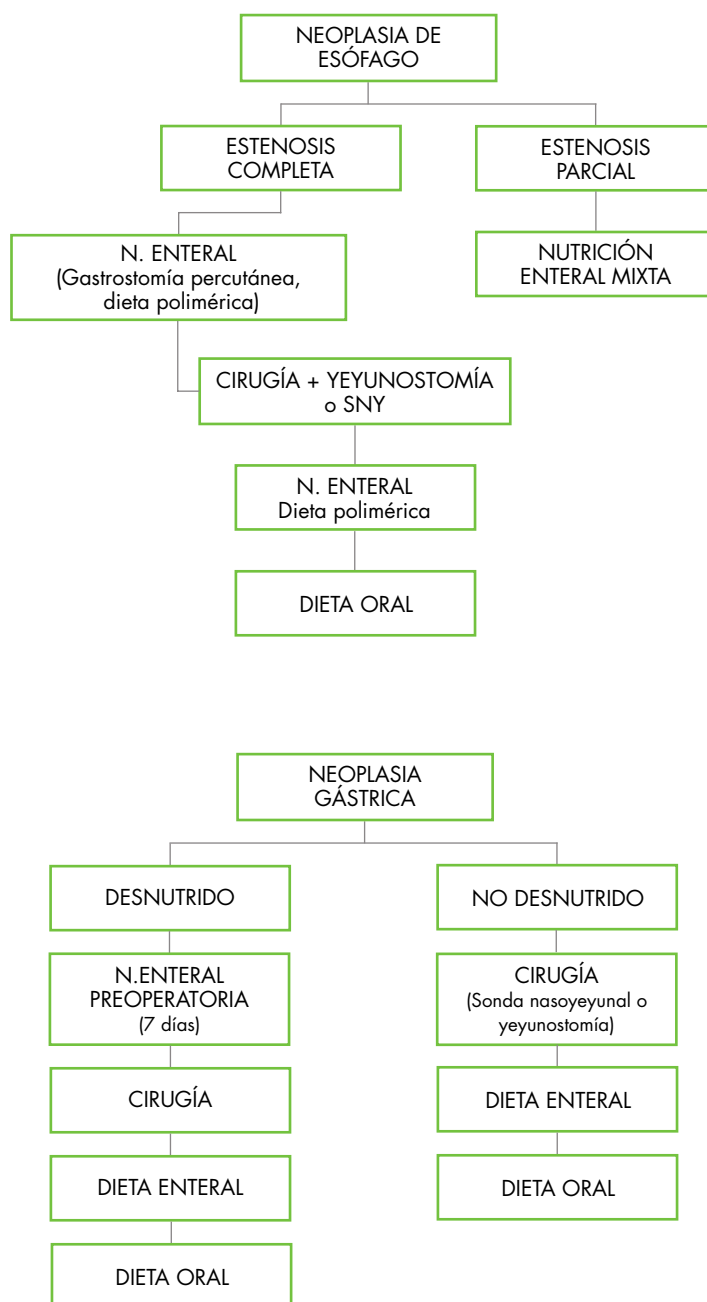 NEOPLASIA DE
ESÓFAGO
ESTENOSIS
COMPLETA
ESTENOSIS
PARCIAL
N. ENTERAL
(Gastrostomía percutánea,
dieta polimérica)
NUTRICIÓN
ENTERAL MIXTA
CIRUGÍA + YEYUNOSTOMÍA
o SNY
N. ENTERAL
Dieta polimérica
DIETA ORAL
NEOPLASIA
GÁSTRICA
DESNUTRIDO
NO DESNUTRIDO
N.ENTERAL
PREOPERATORIA
(7 días)
CIRUGÍA
(Sonda nasoyeyunal o
yeyunostomía)
CIRUGÍA
DIETA ENTERAL
DIETA ENTERAL
DIETA ORAL
DIETA ORAL